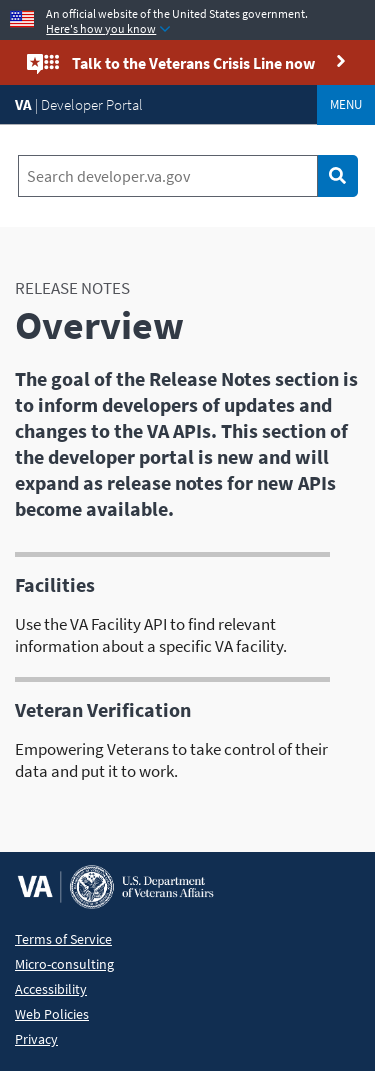 An official website of the United States government.
Here's how you know
Talk to the Veterans Crisis Line now
VA | Developer Portal
MENU
Search developer.va.gov
RELEASE NOTES
Overview
The goal of the Release Notes section is
to inform developers of updates and
changes to the VA APIs. This section of
the developer portal is new and will
expand as release notes for new APIs
become available.
Facilities
Use the VA Facility API to find relevant
information about a specific VA facility.
Veteran Verification
Empowering Veterans to take control of their
data and put it to work.
VA
U.S. Department
of Veterans Affairs
Terms of Service
Micro-consulting
Accessibility
Web Policies
Privacy